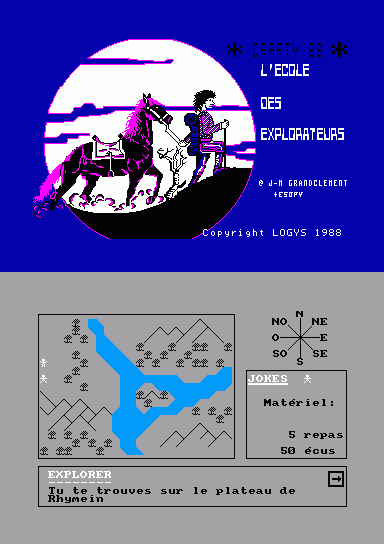 * CRAFTY 88 *
L'ECOLE
DES
EXPLORATEURS
© J-M GRANDCLEMENT
+ESOPY
Copyright LOGYS 1988
N
NO NE
O E
SO SE
S
JOKES
Matériel:
5 repas
50 écus
EXPLORER
Tu te trouves sur le plateau de
Rhymein